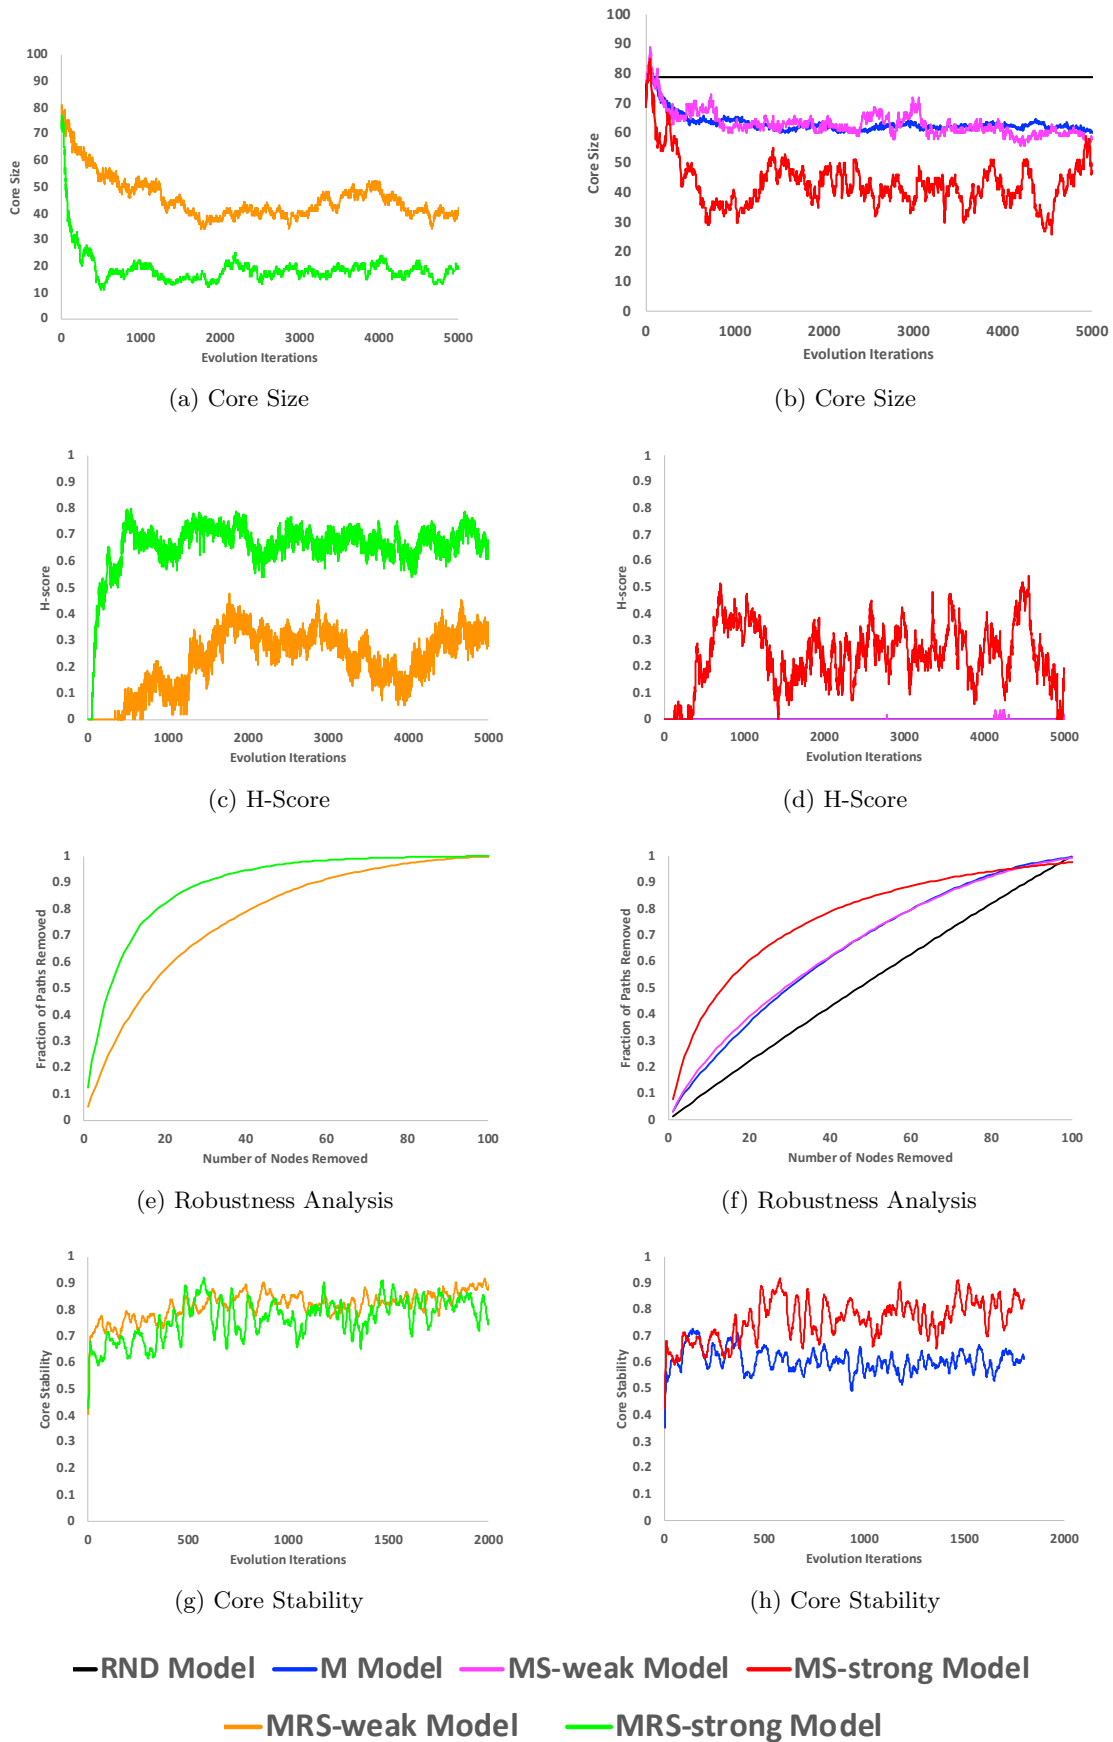 100
90
80
70
60
50
40
30
20
10
0
Core Size
0 1000 2000 3000 4000 5000
Evolution Iterations
(a) Core Size
100
90
80
70
60
50
40
30
20
10
0
Core Size
0 1000 2000 3000 4000 5000
Evolution Iterations
(b) Core Size
1
0.9
0.8
0.7
0.6
0.5
0.4
0.3
0.2
0.1
0
H-score
0 1000 2000 3000 4000 5000
Evolution Iterations
(c) H-Score
1
0.9
0.8
0.7
0.6
0.5
0.4
0.3
0.2
0.1
0
H-score
0 1000 2000 3000 4000 5000
Evolution Iterations
(d) H-Score
1
0.9
0.8
0.7
0.6
0.5
0.4
0.3
0.2
0.1
0
Fraction of Paths Removed
0 20 40 60 80 100
Number of Nodes Removed
(e) Robustness Analysis
1
0.9
0.8
0.7
0.6
0.5
0.4
0.3
0.2
0.1
0
Fraction of Paths Removed
0 20 40 60 80 100
Number of Nodes Removed
(f) Robustness Analysis
1
0.9
0.8
0.7
0.6
0.5
0.4
0.3
0.2
0.1
0
Core Stability
0 500 1000 1500 2000
Evolution Iterations
(g) Core Stability
1
0.9
0.8
0.7
0.6
0.5
0.4
0.3
0.2
0.1
0
Core Stability
0 500 1000 1500 2000
Evolution Iterations
(h) Core Stability
RND Model M Model MS-weak Model MS-strong Model
MRS-weak Model MRS-strong Model